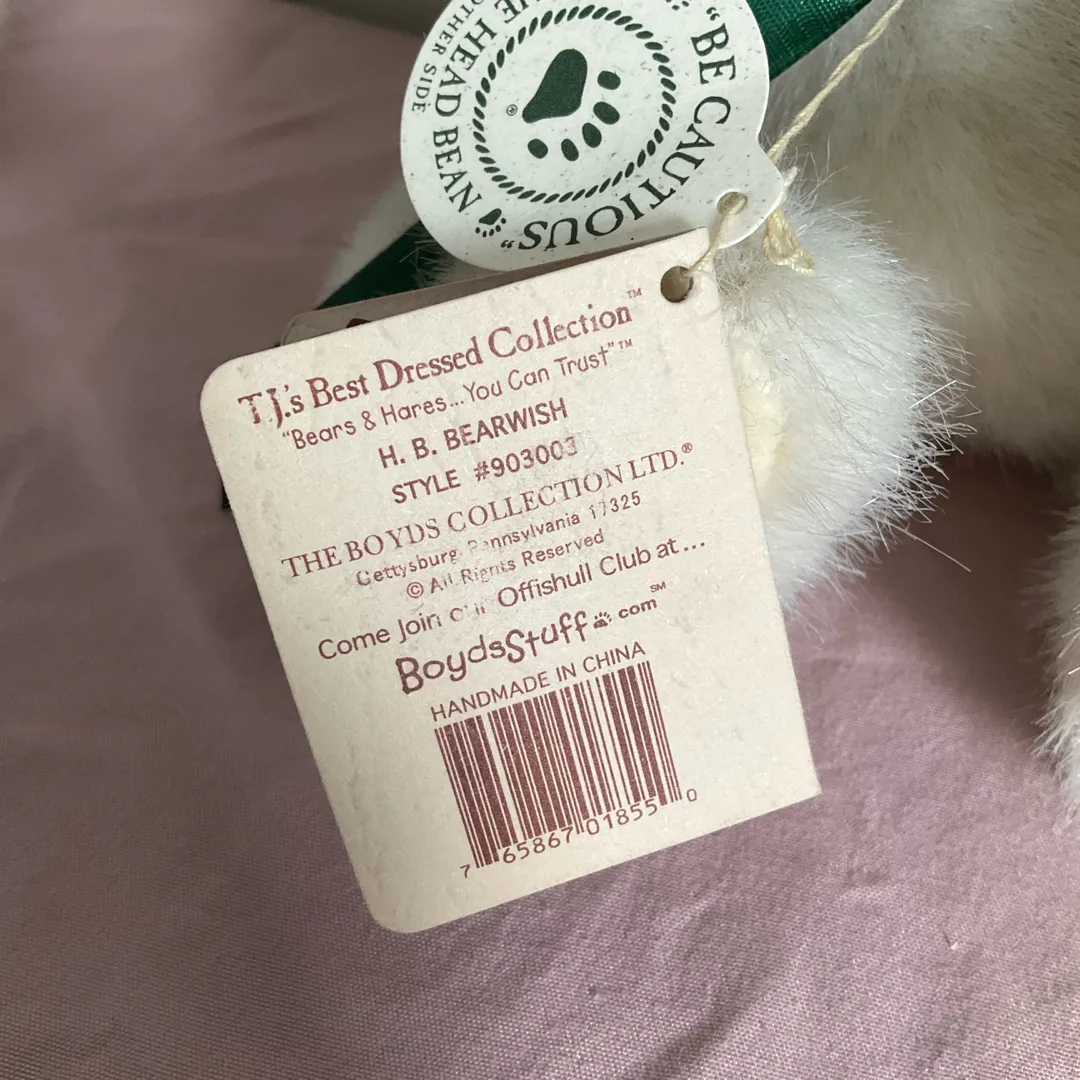 "BE CAUTIOUS"
HEAD BEAN
OTHER SIDE
®
T.J.'s Best Dressed Collection™
"Bears & Hares...You Can Trust"™
H. B. BEARWISH
STYLE #903003
THE BOYDS COLLECTION LTD.®
Gettysburg, Pennsylvania 17325
© All Rights Reserved
Come Join our Offishull Club at...
BoydsStuff.com℠
HANDMADE IN CHINA
7 65867 01855 0